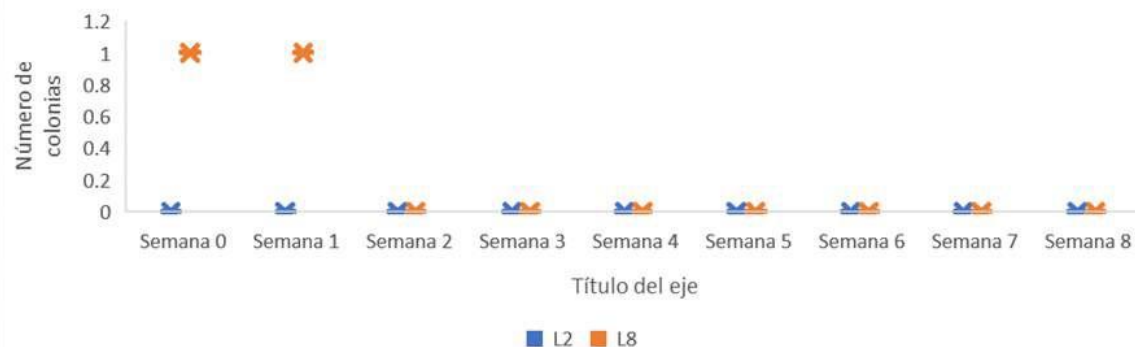 1.2
1
0.8
0.6
0.4
0.2
0
Número de
colonias
Semana 0 Semana 1 Semana 2 Semana 3 Semana 4 Semana 5 Semana 6 Semana 7 Semana 8
Título del eje
L2 L8